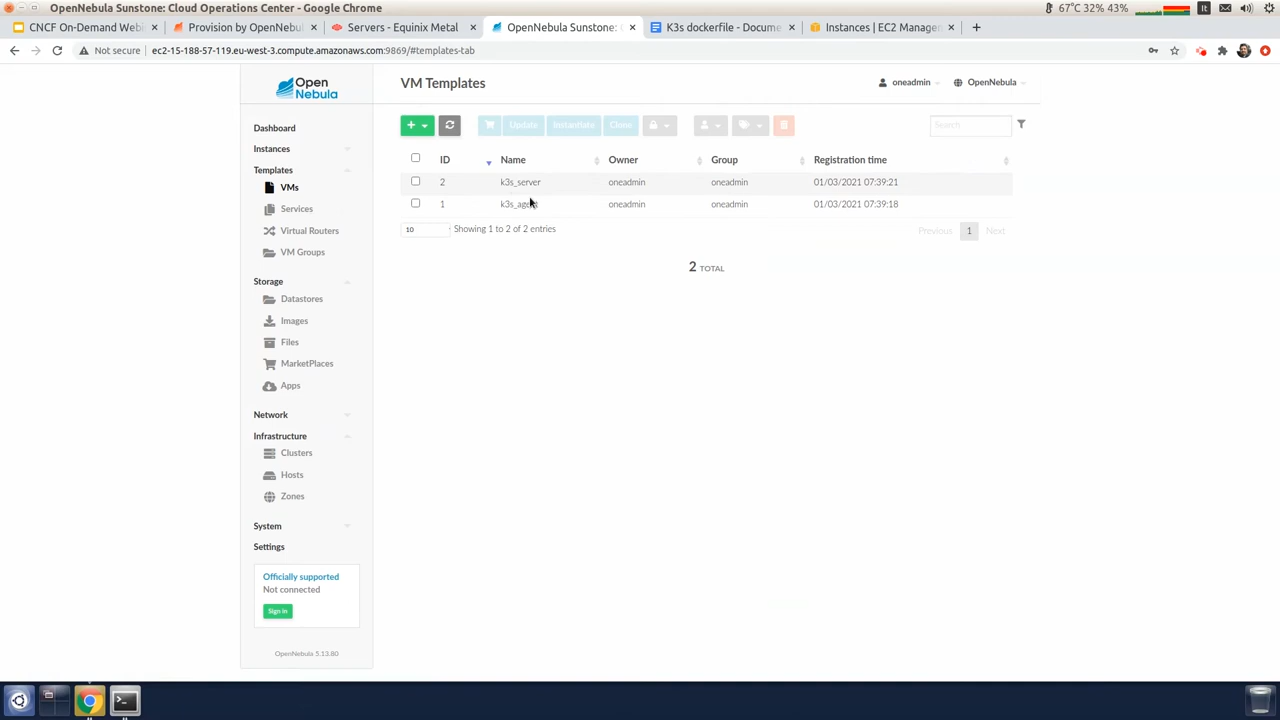 OpenNebula Sunstone: Cloud Operations Center - Google Chrome
67°C 32% 43%
It
CNCF On-Demand Webi
Provision by OpenNebul
Servers - Equinix Metal
OpenNebula Sunstone:
K3s dockerfile - Docume
Instances | EC2 Manage
Not secure
ec2-15-188-57-119.eu-west-3.compute.amazonaws.com:9869/#templates-tab
Open
Nebula
VM Templates
oneadmin
OpenNebula
Update
Instantiate
Clone
Search
Dashboard
Instances
Templates
VMs
Services
Virtual Routers
VM Groups
Storage
Datastores
Images
Files
MarketPlaces
Apps
Network
Infrastructure
Clusters
Hosts
Zones
System
Settings
Officially supported
Not connected
Sign in
OpenNebula 5.13.80
ID Name Owner Group Registration time
2 k3s_server oneadmin oneadmin 01/03/2021 07:39:21
1 k3s_agent oneadmin oneadmin 01/03/2021 07:39:18
10 Showing 1 to 2 of 2 entries
Previous 1 Next
2 TOTAL